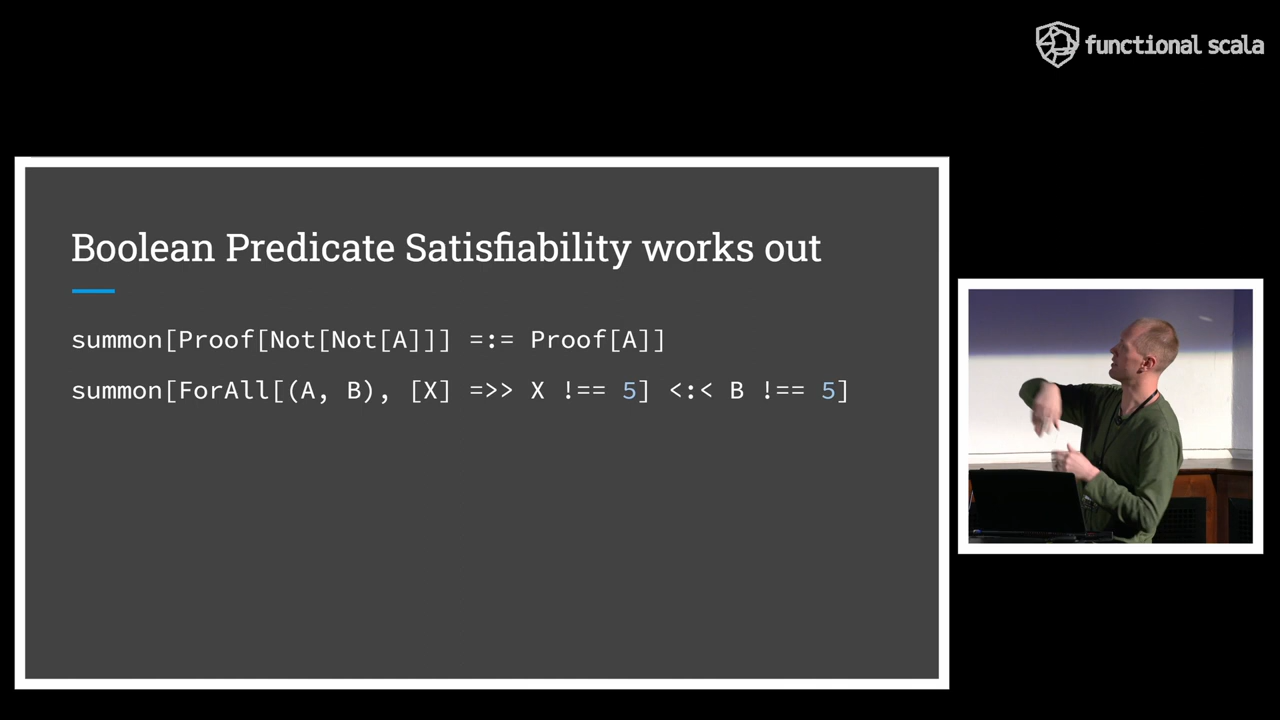 functional scala
Boolean Predicate Satisfiability works out
summon[Proof[Not[Not[A]]] =:= Proof[A]]
summon[ForAll[(A, B), [X] =>> X !== 5] <:< B !== 5]